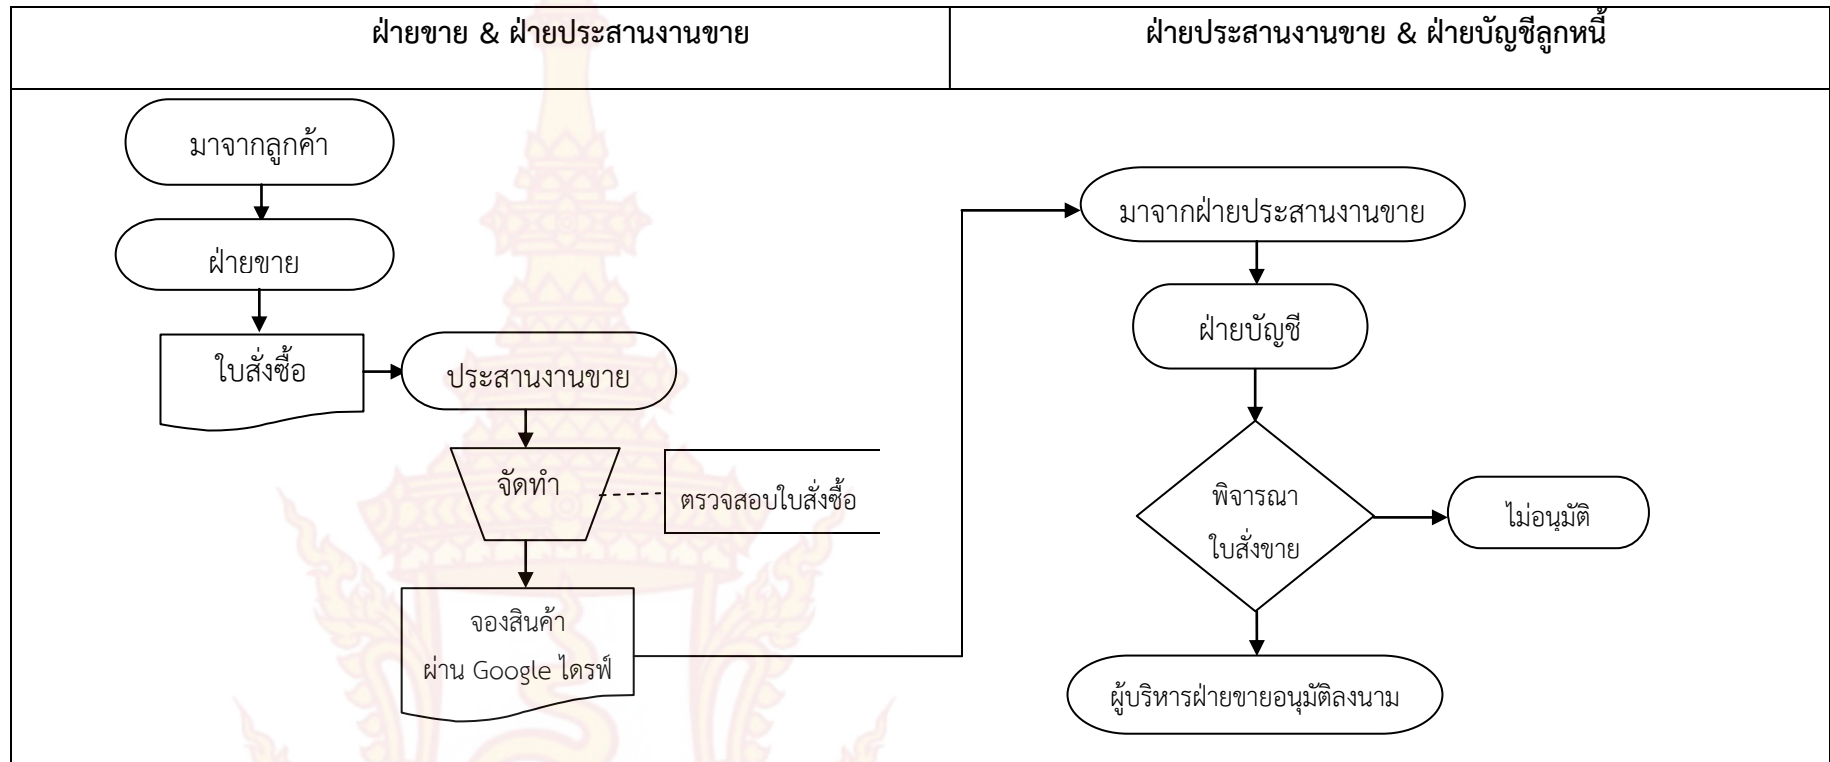 ฝ่ายขาย & ฝ่ายประสานงานขาย
ฝ่ายประสานงานขาย & ฝ่ายบัญชีลูกหนี้
มาจากลูกค้า
ฝ่ายขาย
ใบสั่งซื้อ
ประสานงานขาย
จัดทำ
ตรวจสอบใบสั่งซื้อ
จองสินค้า
ผ่าน Google ไดรฟ์
มาจากฝ่ายประสานงานขาย
ฝ่ายบัญชี
พิจารณา
ใบสั่งขาย
ไม่อนุมัติ
ผู้บริหารฝ่ายขายอนุมัติลงนาม